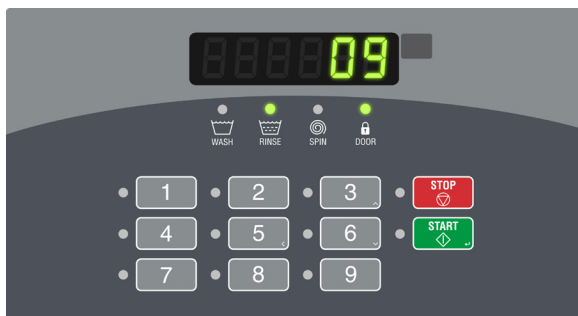 09
WASH RINSE SPIN DOOR
1 2 3 STOP
4 5 6 START
7 8 9